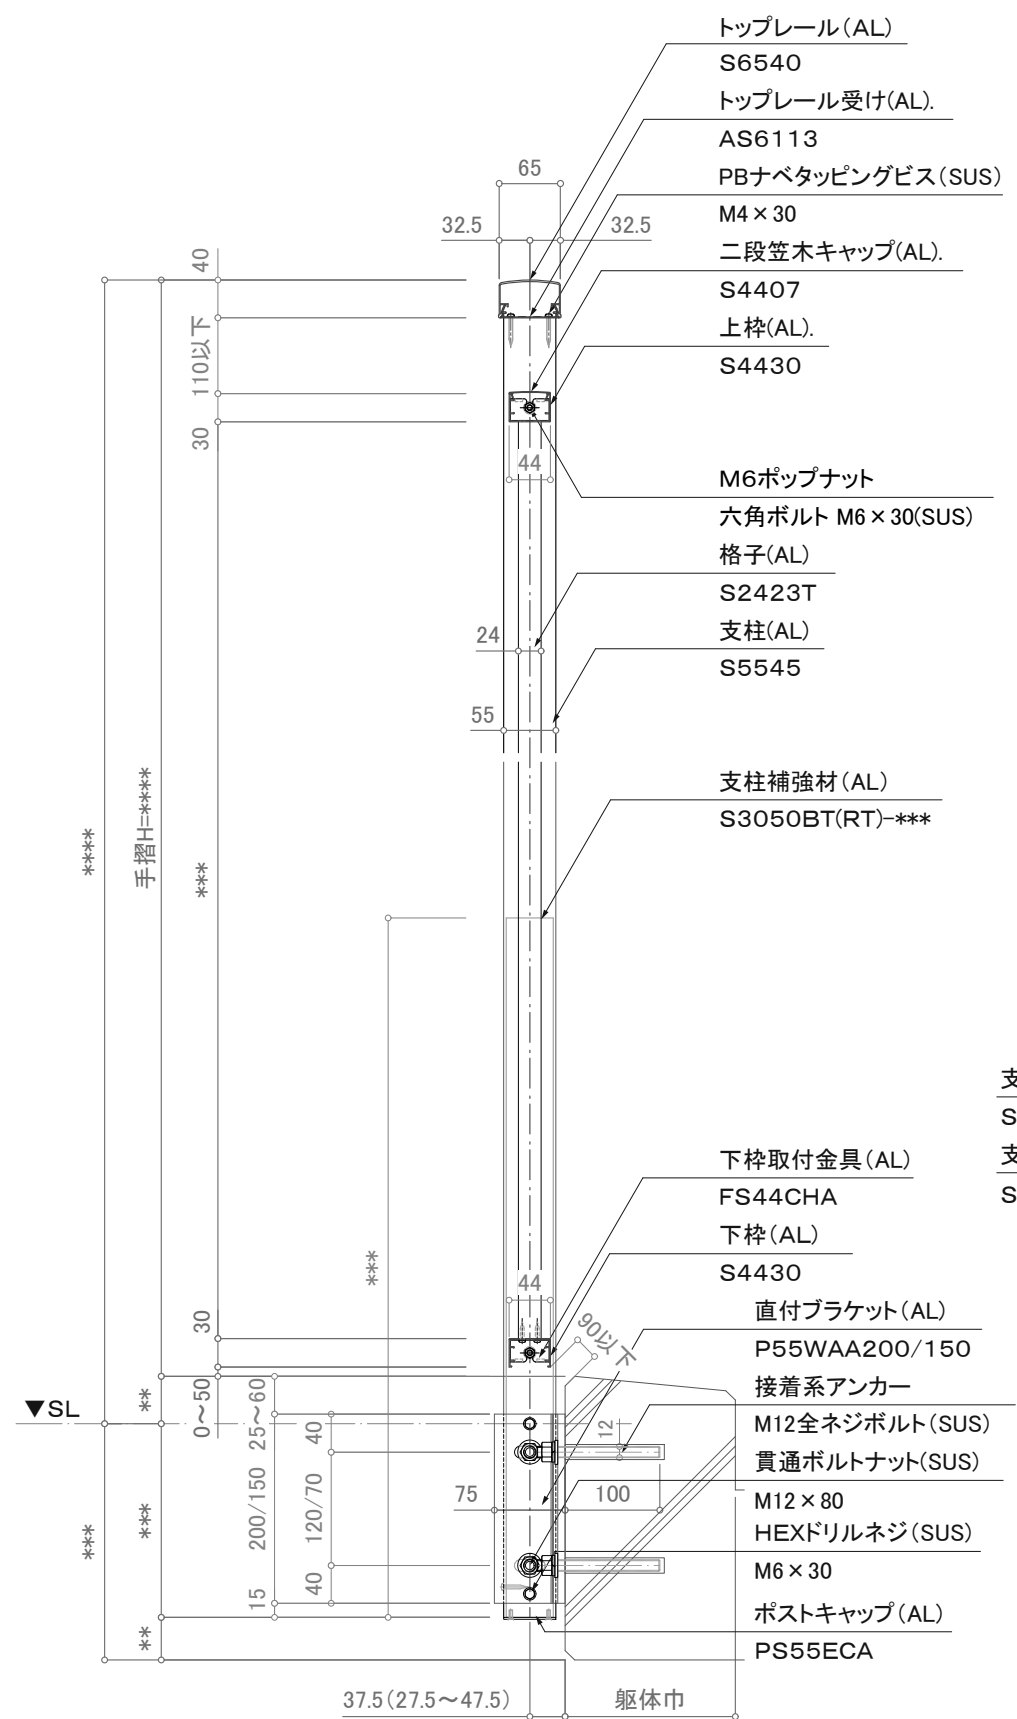 トップレール(AL)
S6540
トップレール受け(AL).
AS6113
PBナベタッピングビス(SUS)
M4×30
二段笠木キャップ(AL).
S4407
上枠(AL).
S4430
65
32.5
32.5
40
110以下
30
44
M6ポップナット
六角ボルト M6×30(SUS)
格子(AL)
S2423T
24
支柱(AL)
S5545
55
支柱補強材(AL)
S3050BT(RT)-***
****
手摺H=****
***
***
支
S
支
S
下枠取付金具(AL)
FS44CHA
下枠(AL)
S4430
44
直付ブラケット(AL)
P55WAA200/150
接着系アンカー
M12全ネジボルト(SUS)
貫通ボルトナット(SUS)
M12×80
HEXドリルネジ(SUS)
M6×30
ポストキャップ(AL)
PS55ECA
30
90以下
▼SL
**
0～50
25～60
40
12
75
100
***
***
200/150
120/70
15
40
**
37.5(27.5～47.5)
躯体巾